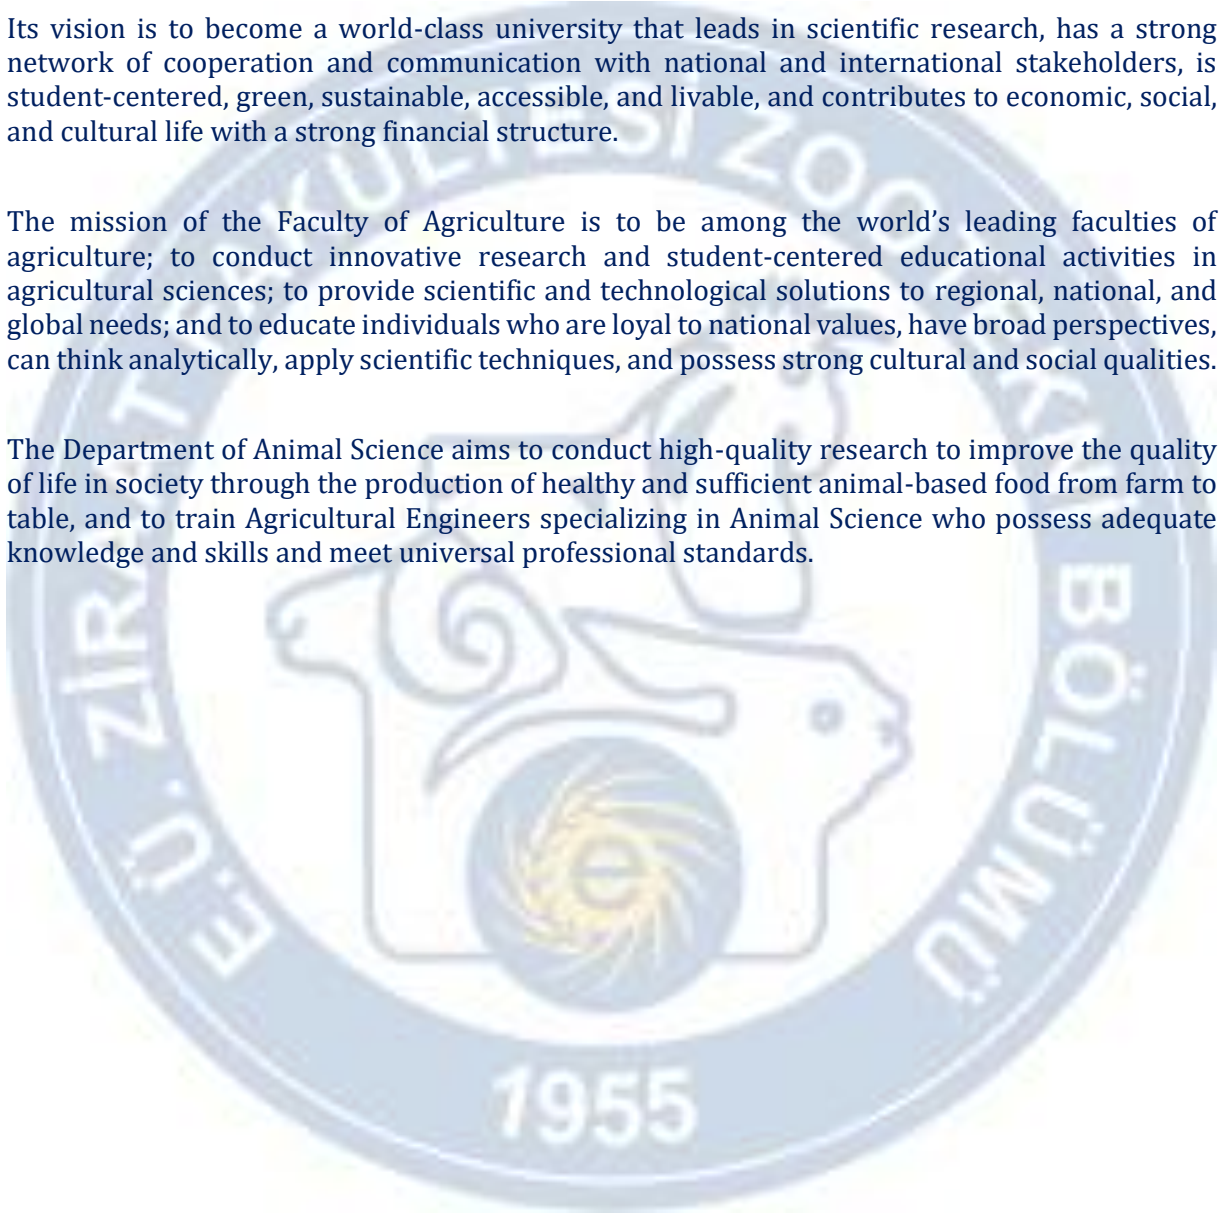 Its vision is to become a world-class university that leads in scientific research, has a strong
network of cooperation and communication with national and international stakeholders, is
student-centered, green, sustainable, accessible, and livable, and contributes to economic, social,
and cultural life with a strong financial structure.
The mission of the Faculty of Agriculture is to be among the world’s leading faculties of
agriculture; to conduct innovative research and student-centered educational activities in
agricultural sciences; to provide scientific and technological solutions to regional, national, and
global needs; and to educate individuals who are loyal to national values, have broad perspectives,
can think analytically, apply scientific techniques, and possess strong cultural and social qualities.
The Department of Animal Science aims to conduct high-quality research to improve the quality
of life in society through the production of healthy and sufficient animal-based food from farm to
table, and to train Agricultural Engineers specializing in Animal Science who possess adequate
knowledge and skills and meet universal professional standards.
E.Ü. ZİRAAT FAKÜLTESİ ZOOTEKNİ BÖLÜMÜ
e
1955